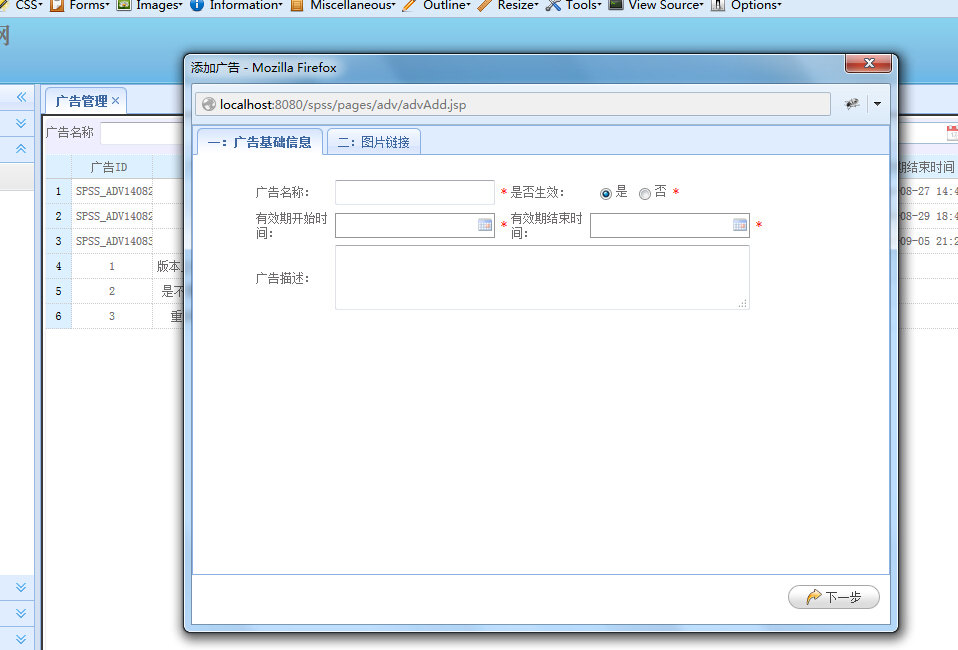 CSS Forms Images Information Miscellaneous Outline Resize Tools View Source Options
网
添加广告 - Mozilla Firefox
localhost:8080/spss/pages/adv/advAdd.jsp
广告管理
广告名称
一：广告基础信息 二：图片链接
广告ID
期结束时间
1 SPSS_ADV14082
08-27 14:4
2 SPSS_ADV14082
08-29 18:4
3 SPSS_ADV14083
09-05 21:2
4 1 版本
5 2 是不
6 3 重
广告名称： * 是否生效： 是 否 *
有效期开始时间： * 有效期结束时间： *
广告描述：
下一步